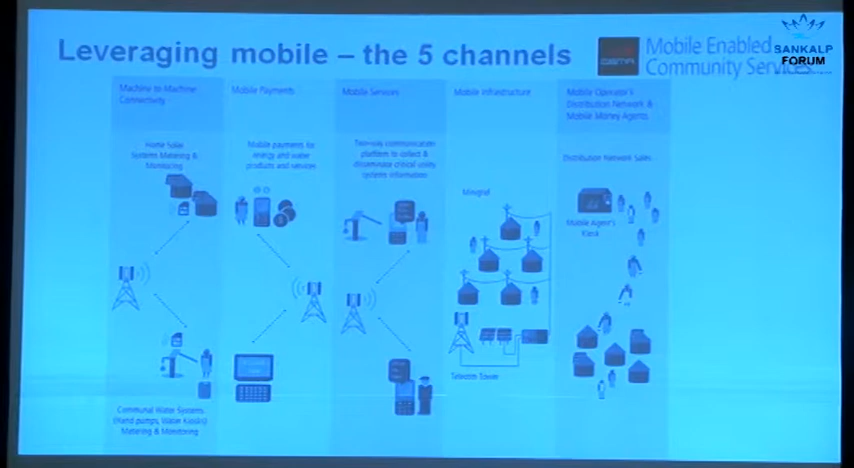 Leveraging mobile – the 5 channels
GSMA
Mobile Enabled
Community Services
SANKALP
FORUM
Machine to Machine
Connectivity
Mobile Payments
Mobile Services
Mobile Infrastructure
Mobile Operator's
Distribution Network &
Mobile Money Agents
Home Solar
Systems Metering &
Monitoring
Mobile payments for
energy and water
products and services
Two-way communication
platform to collect &
disseminate critical utility
systems information
Minigrid
Distribution Network Sales
Mobile Agent's
Kiosk
Telecom Tower
Communal Water Systems
(Hand pumps, Water Kiosks)
Metering & Monitoring